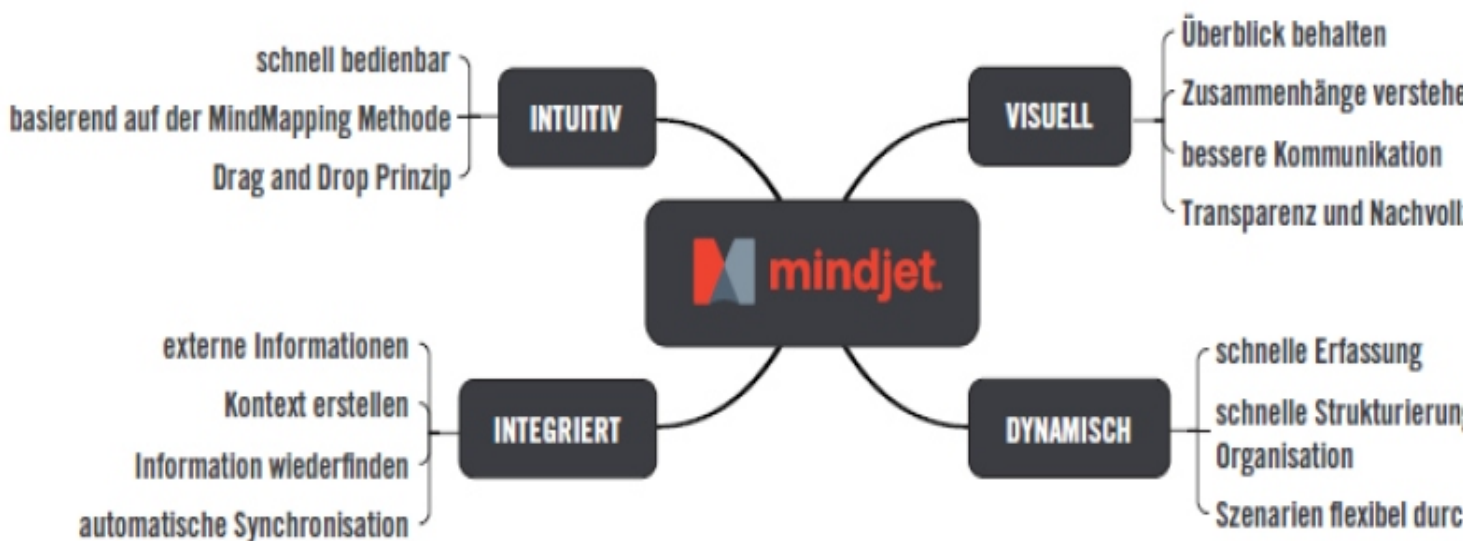 schnell bedienbar
basierend auf der MindMapping Methode
Drag and Drop Prinzip
INTUITIV
VISUELL
Überblick behalten
Zusammenhänge verstehe
bessere Kommunikation
Transparenz und Nachvoll
mindjet.
externe Informationen
Kontext erstellen
Information wiederfinden
automatische Synchronisation
INTEGRIERT
DYNAMISCH
schnelle Erfassung
schnelle Strukturierung
Organisation
Szenarien flexibel durc